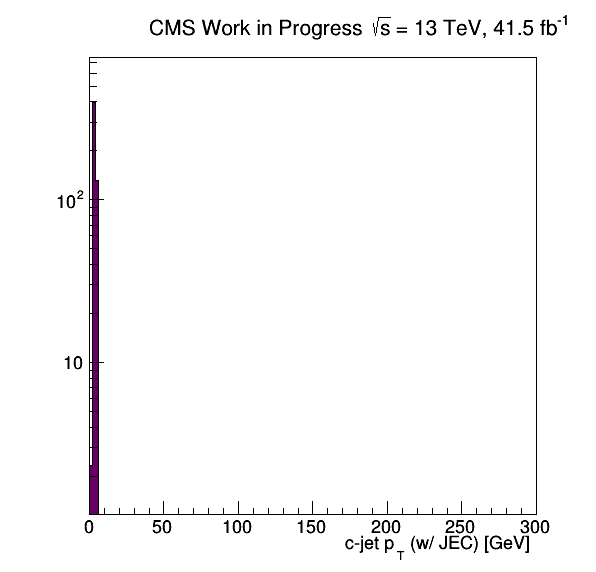 CMS Work in Progress √s = 13 TeV, 41.5 fb⁻¹
10²
10
0 50 100 150 200 250 300
c-jet p_T (w/ JEC) [GeV]